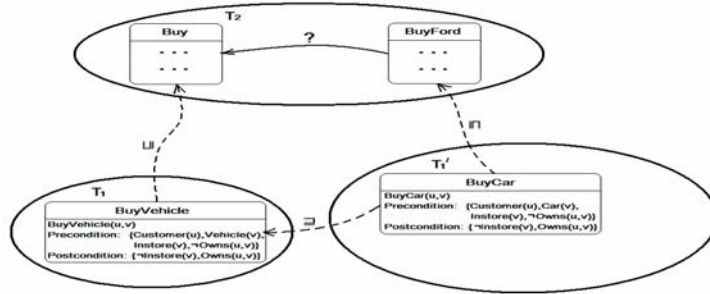 T₂
Buy
- - -
- - -
?
BuyFord
- - -
- - -
⊑
⊑
T₁
BuyVehicle
BuyVehicle(u,v)
Precondition: {Customer(u),Vehicle(v),
Instore(v),¬Owns(u,v)}
Postcondition: {¬Instore(v),Owns(u,v)}
⊒
T₁′
BuyCar
BuyCar(u,v)
Precondition: {Customer(u),Car(v),
Instore(v),¬Owns(u,v)}
Postcondition: {¬Instore(v),Owns(u,v)}